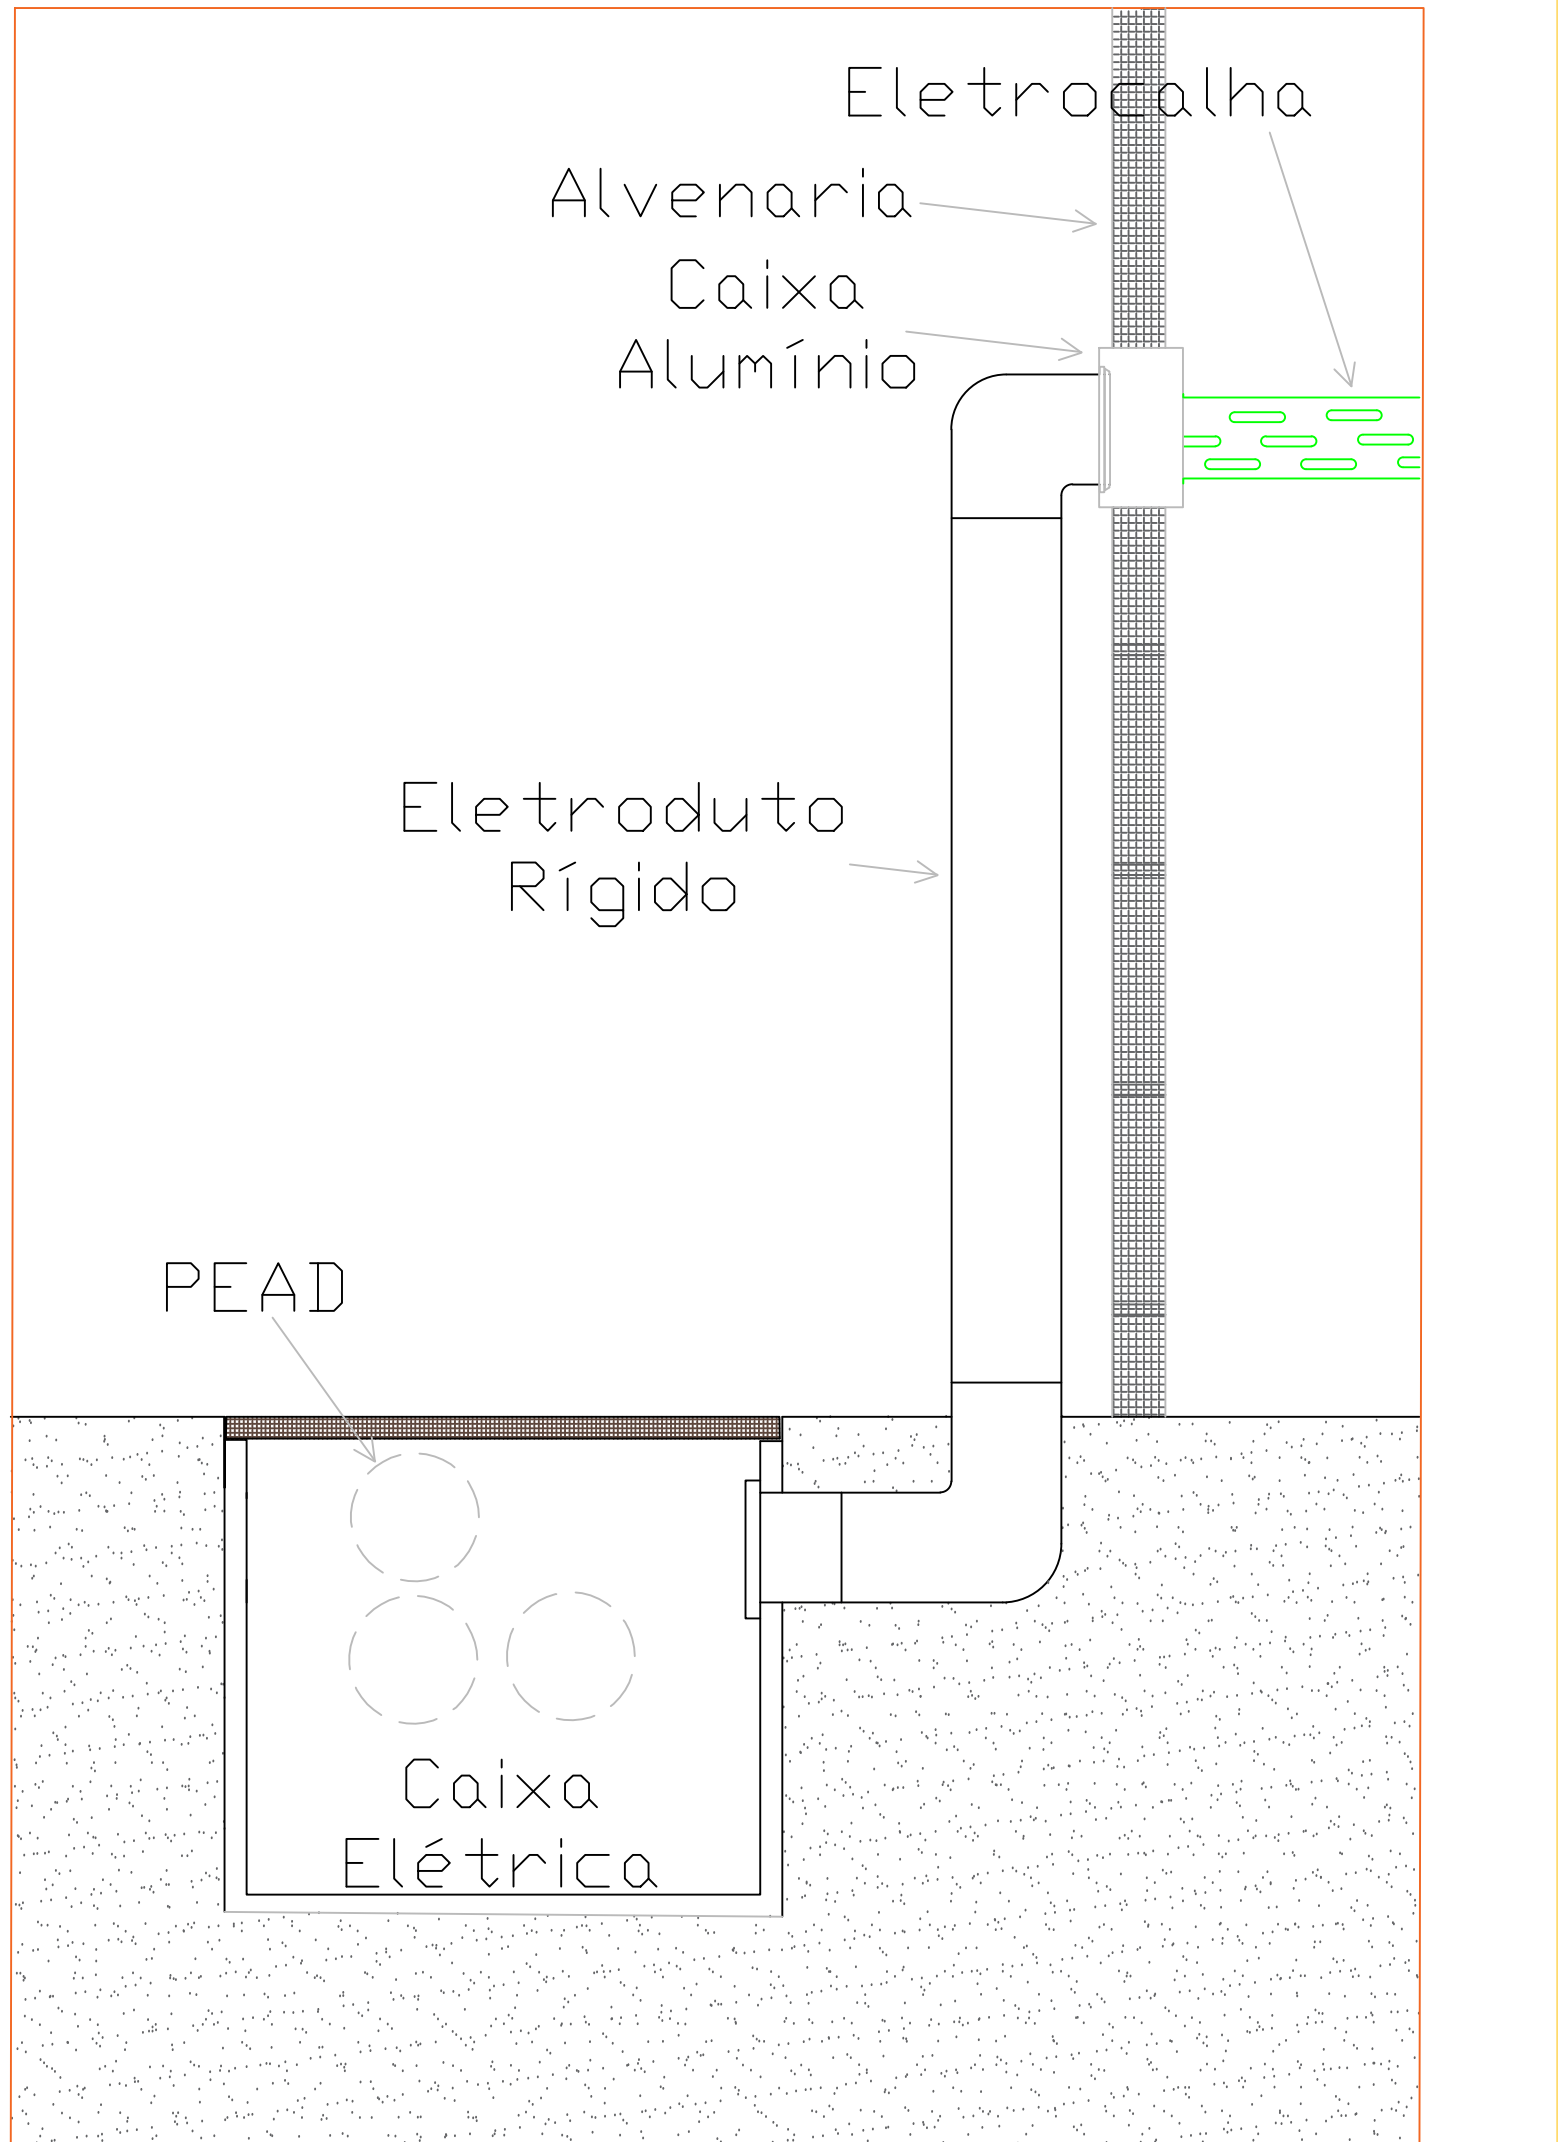 Eletrocalha
Alvenaria
Caixa
Alumínio
Eletroduto
Rígido
PEAD
Caixa
Elétrica